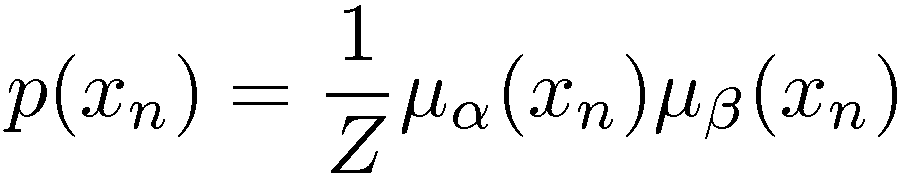 p(x_n) = \frac{1}{Z} \mu_\alpha(x_n) \mu_\beta(x_n)